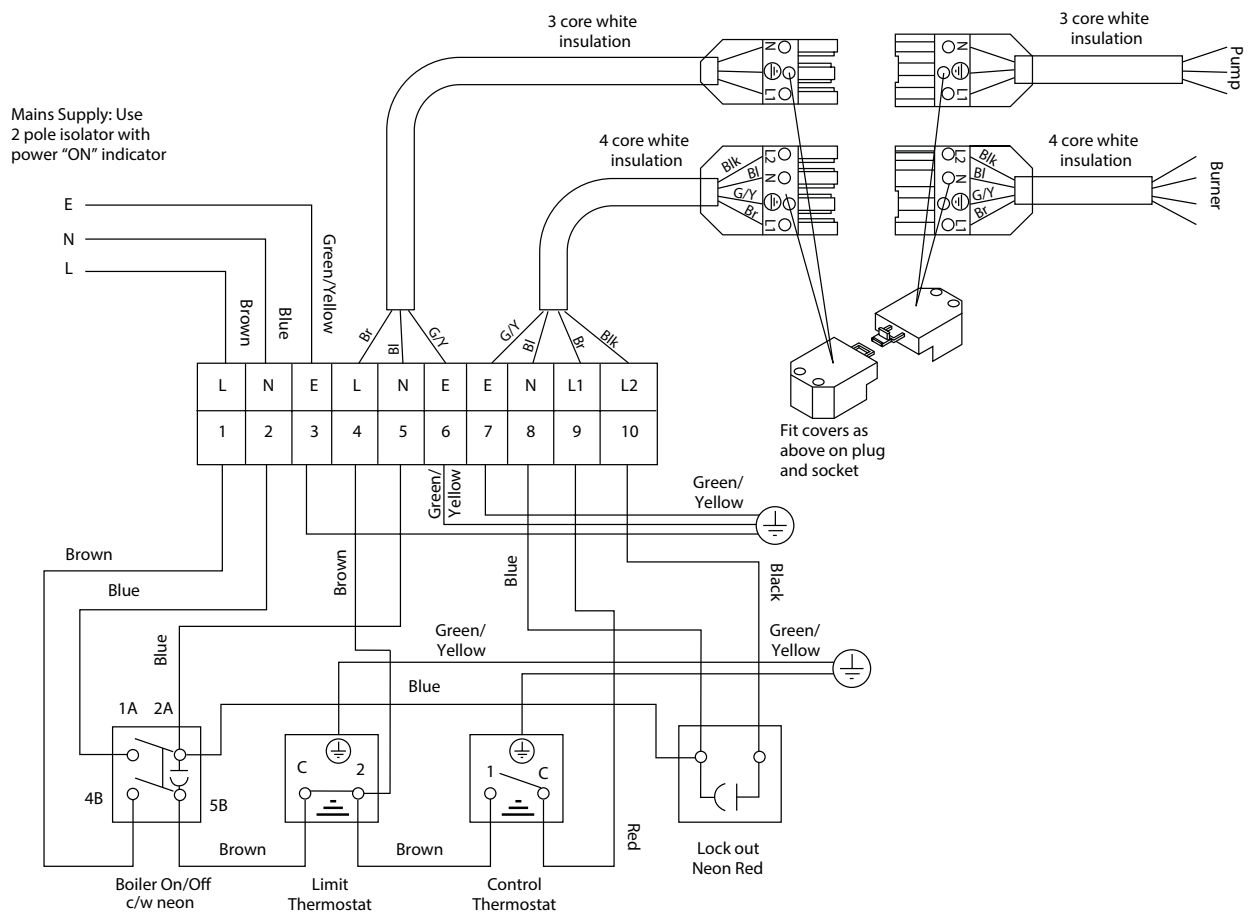 3 core white
insulation
3 core white
insulation
N
L1
N
L1
Pump
Mains Supply: Use
2 pole isolator with
power “ON” indicator
4 core white
insulation
4 core white
insulation
Blk
Bl
G/Y
Br
L2
N
L1
L2
N
L1
Blk
Bl
G/Y
Br
Burner
E
N
L
Brown
Blue
Green/Yellow
Br
Bl
G/Y
G/Y
Bl
Br
Blk
L N E L N E E N L1 L2
1 2 3 4 5 6 7 8 9 10
Fit covers as
above on plug
and socket
Green/
Yellow
Green/
Yellow
Brown
Blue
Brown
Blue
Black
Blue
Green/
Yellow
Green/
Yellow
Blue
1A 2A
4B 5B
C 2
1 C
Brown
Brown
Red
Boiler On/Off
c/w neon
Limit
Thermostat
Control
Thermostat
Lock out
Neon Red